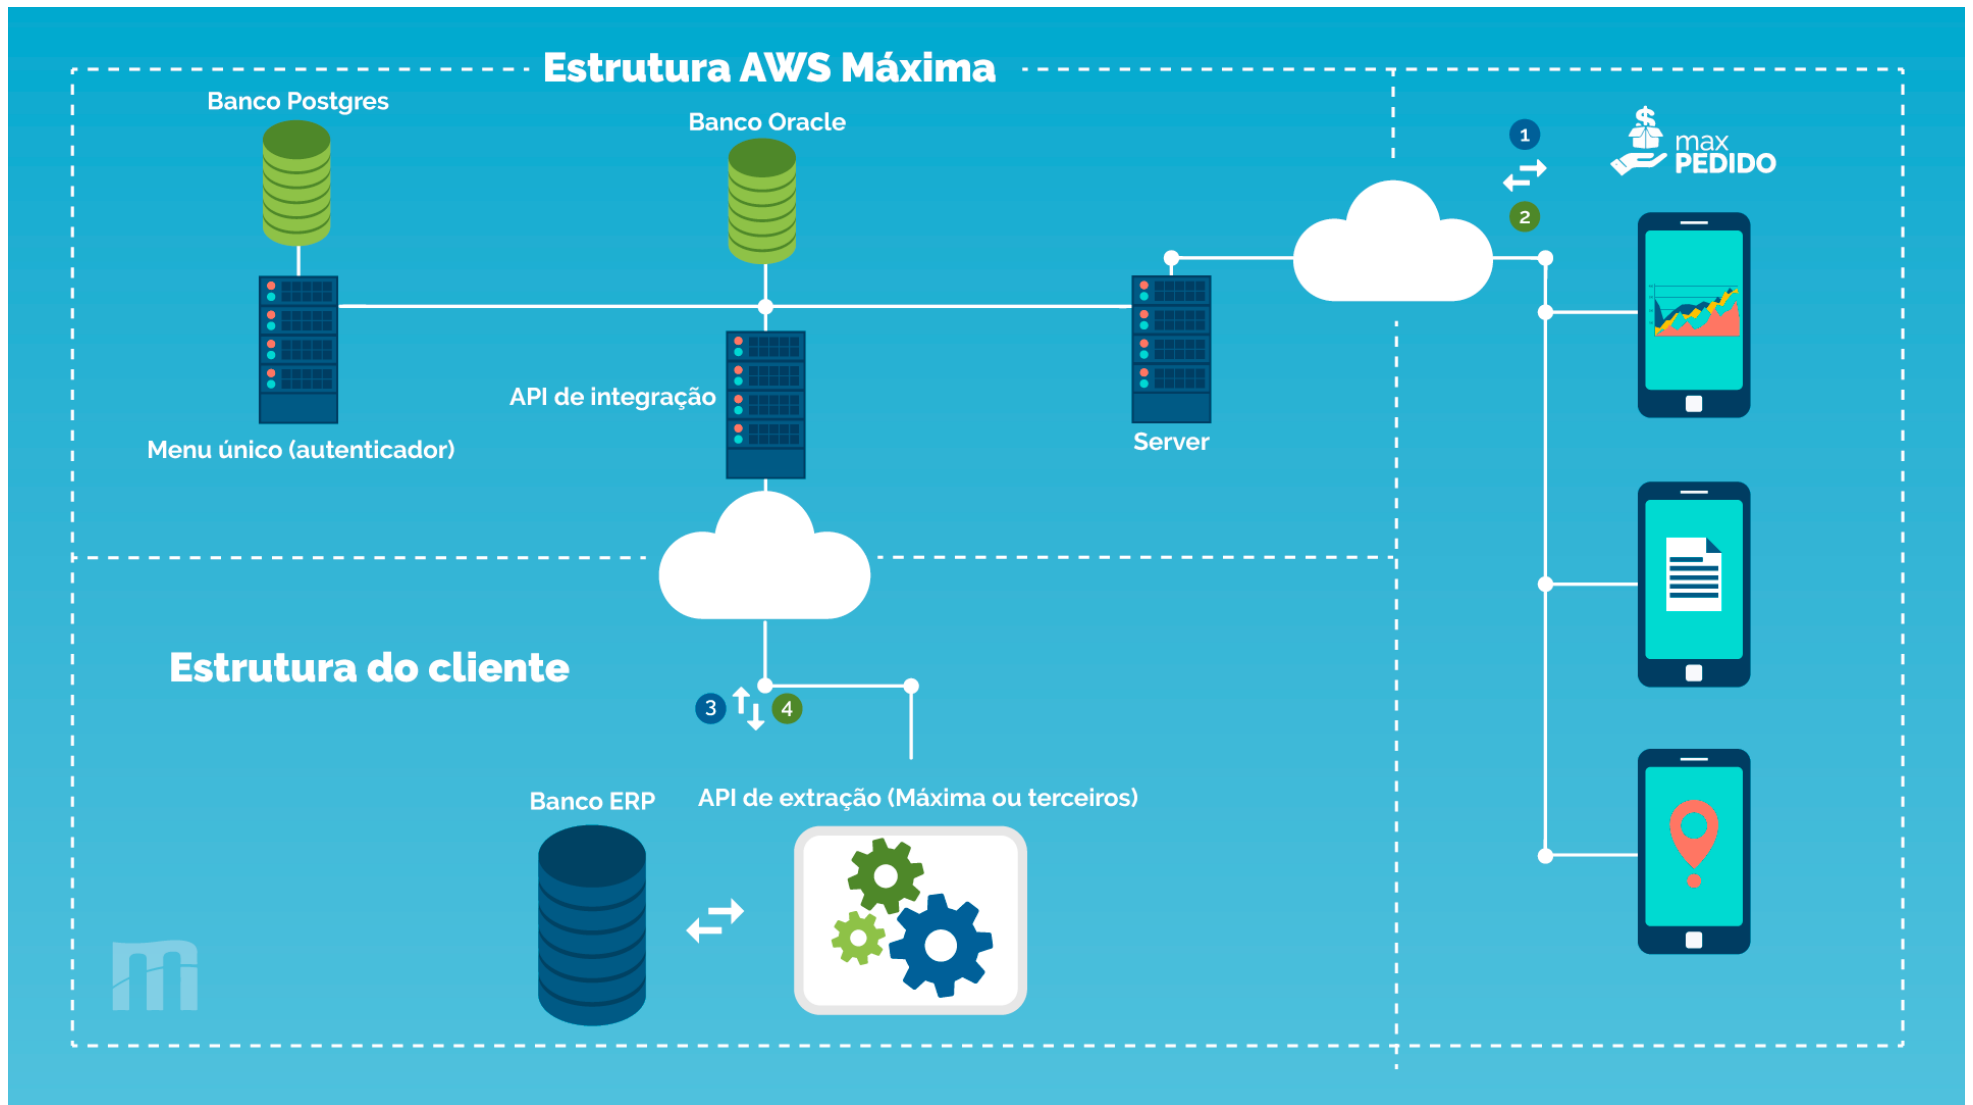 Estrutura AWS Máxima
Banco Postgres
Banco Oracle
1
2
max
PEDIDO
API de integração
Menu único (autenticador)
Server
Estrutura do cliente
3
4
Banco ERP
API de extração (Máxima ou terceiros)